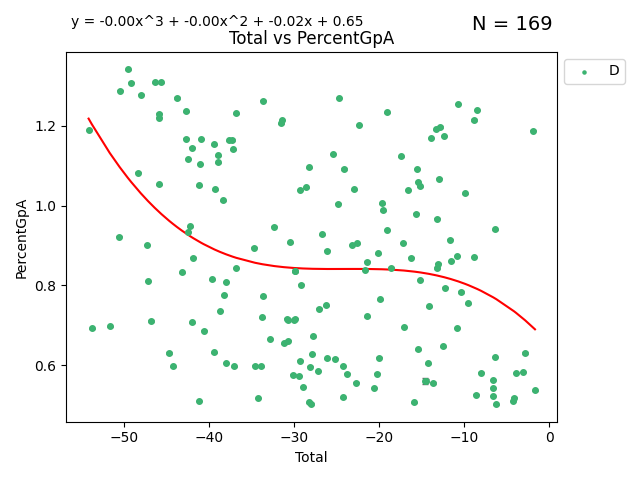 y = -0.00x^3 + -0.00x^2 + -0.02x + 0.65
N = 169
Total vs PercentGpA
D
PercentGpA
1.2
1.0
0.8
0.6
−50
−40
−30
−20
−10
0
Total